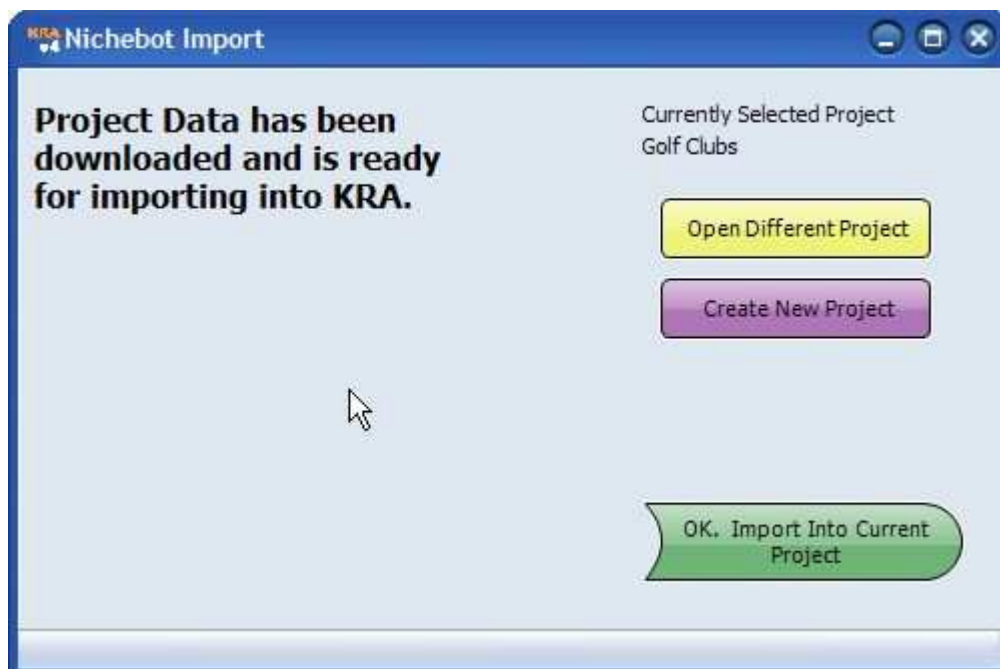 KRA v4 Nichebot Import
Project Data has been
downloaded and is ready
for importing into KRA.
Currently Selected Project
Golf Clubs
Open Different Project
Create New Project
OK. Import Into Current
Project